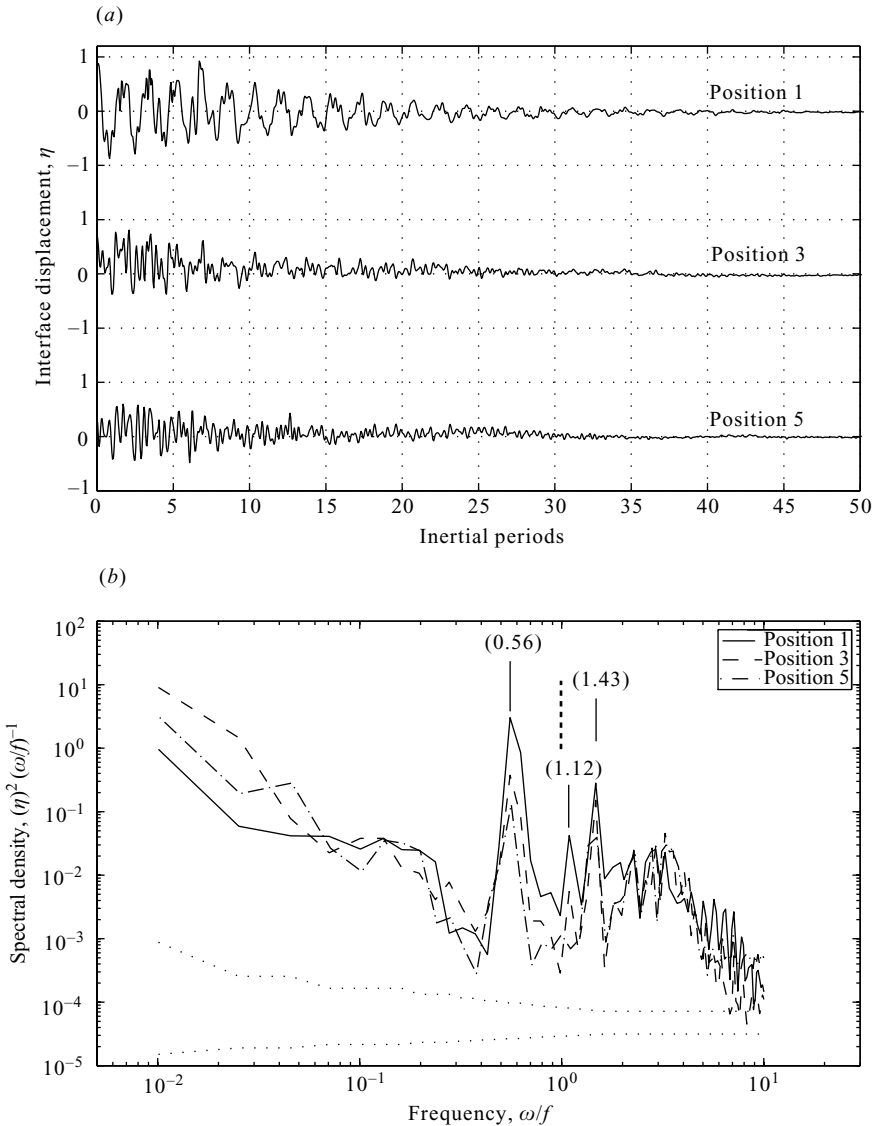 (a)
1
0
−1
Position 1
1
0
−1
Position 3
1
0
−1
Position 5
Interface displacement, η
0 5 10 15 20 25 30 35 40 45 50
Inertial periods
(b)
10²
10¹
10⁰
10⁻¹
10⁻²
10⁻³
10⁻⁴
10⁻⁵
Spectral density, (η)² (ω/f)⁻¹
(0.56)
(1.43)
(1.12)
Position 1
Position 3
Position 5
10⁻² 10⁻¹ 10⁰ 10¹
Frequency, ω/f